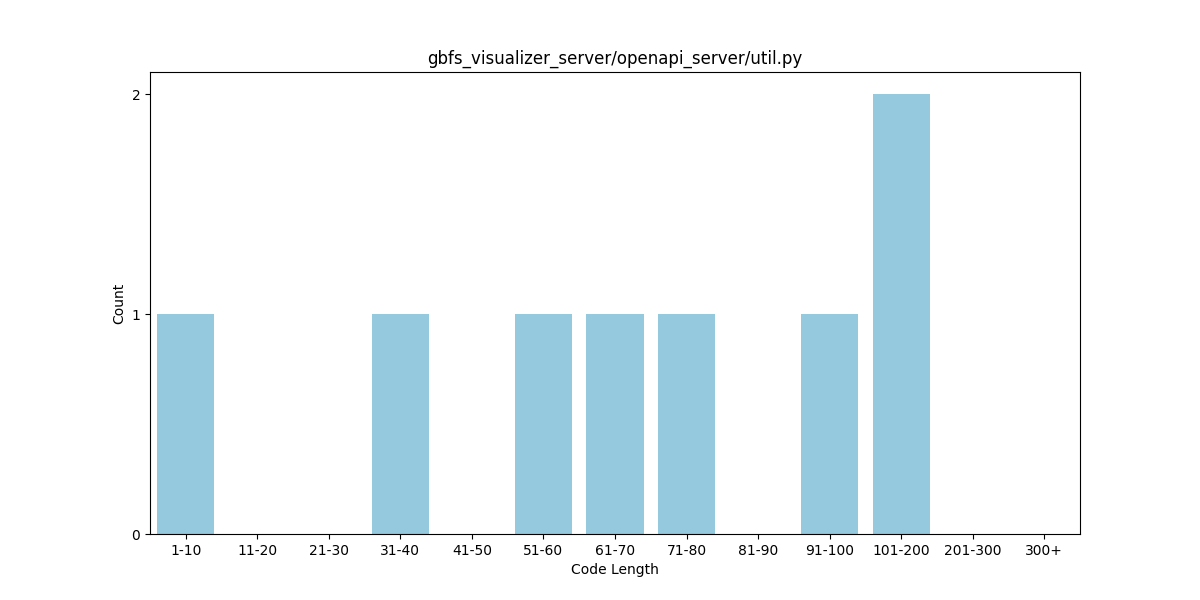 gbfs_visualizer_server/openapi_server/util.py
2
1
0
Count
1-10 11-20 21-30 31-40 41-50 51-60 61-70 71-80 81-90 91-100 101-200 201-300 300+
Code Length